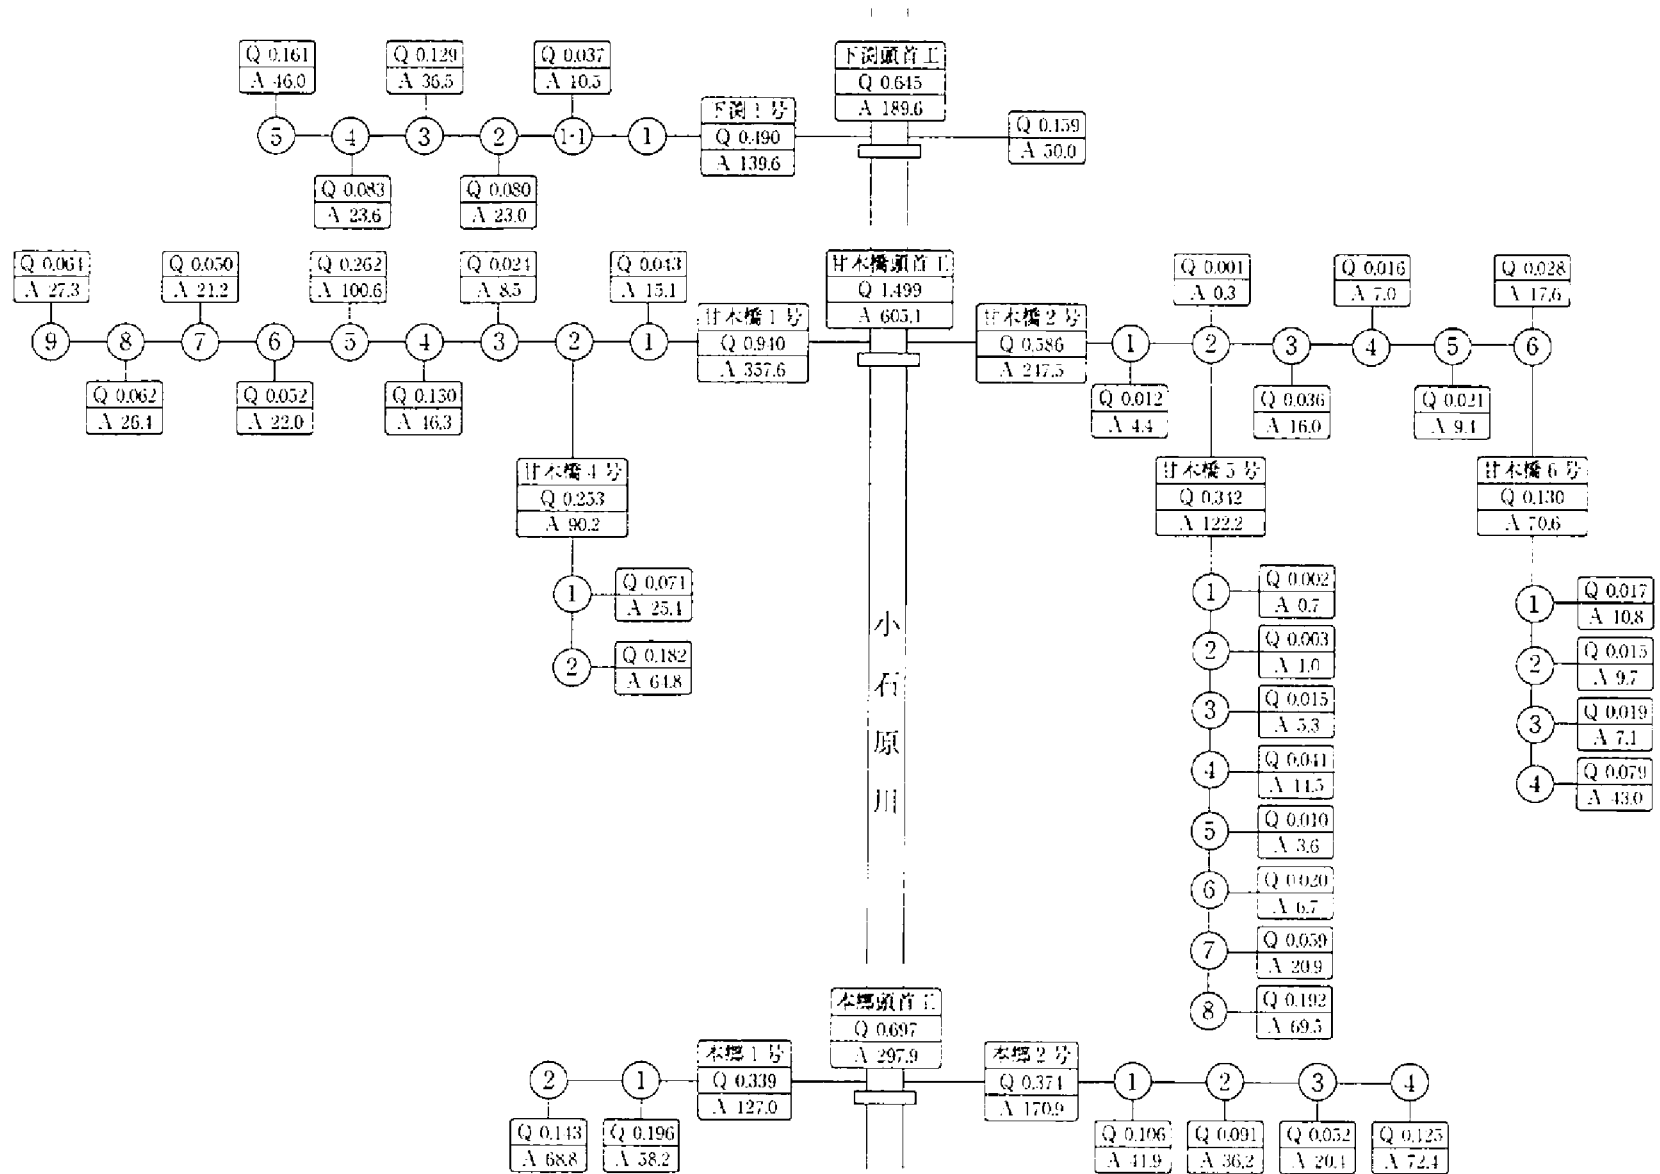 下渕頭首工
Q 0.645
A 189.6
Q 0.161
A 46.0
Q 0.129
A 36.5
Q 0.037
A 10.5
下渕1号
Q 0.490
A 139.6
Q 0.159
A 50.0
5
4
3
2
1-1
1
Q 0.083
A 23.6
Q 0.080
A 23.0
甘木橋頭首工
Q 1.499
A 605.1
Q 0.064
A 27.3
Q 0.050
A 21.2
Q 0.262
A 100.6
Q 0.024
A 8.5
Q 0.043
A 15.1
甘木橋1号
Q 0.940
A 357.6
9
8
7
6
5
4
3
2
1
Q 0.062
A 26.4
Q 0.052
A 22.0
Q 0.130
A 46.3
甘木橋4号
Q 0.253
A 90.2
1
Q 0.071
A 25.4
2
Q 0.182
A 64.8
甘木橋2号
Q 0.586
A 247.5
Q 0.001
A 0.3
Q 0.016
A 7.0
Q 0.028
A 17.6
1
2
3
4
5
6
Q 0.012
A 4.4
Q 0.036
A 16.0
Q 0.021
A 9.4
甘木橋5号
Q 0.342
A 122.2
1
Q 0.002
A 0.7
2
Q 0.003
A 1.0
3
Q 0.015
A 5.3
4
Q 0.041
A 14.5
5
Q 0.010
A 3.6
6
Q 0.020
A 6.7
7
Q 0.059
A 20.9
8
Q 0.192
A 69.5
甘木橋6号
Q 0.130
A 70.6
1
Q 0.017
A 10.8
2
Q 0.015
A 9.7
3
Q 0.019
A 7.1
4
Q 0.079
A 43.0
小石原川
本郷頭首工
Q 0.697
A 297.9
本郷1号
Q 0.339
A 127.0
2
1
Q 0.143
A 68.8
Q 0.196
A 58.2
本郷2号
Q 0.374
A 170.9
1
2
3
4
Q 0.106
A 41.9
Q 0.091
A 36.2
Q 0.052
A 20.4
Q 0.125
A 72.4